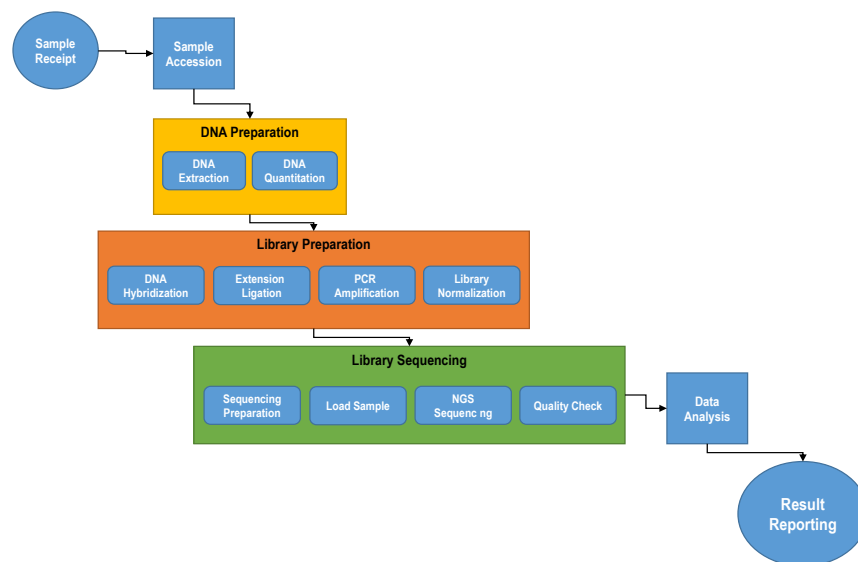 Sample
Receipt
Sample
Accession
DNA Preparation
DNA
Extraction
DNA
Quantitation
Library Preparation
DNA
Hybridization
Extension
Ligation
PCR
Amplification
Library
Normalization
Library Sequencing
Sequencing
Preparation
Load Sample
NGS
Sequenc ng
Quality Check
Data
Analysis
Result
Reporting